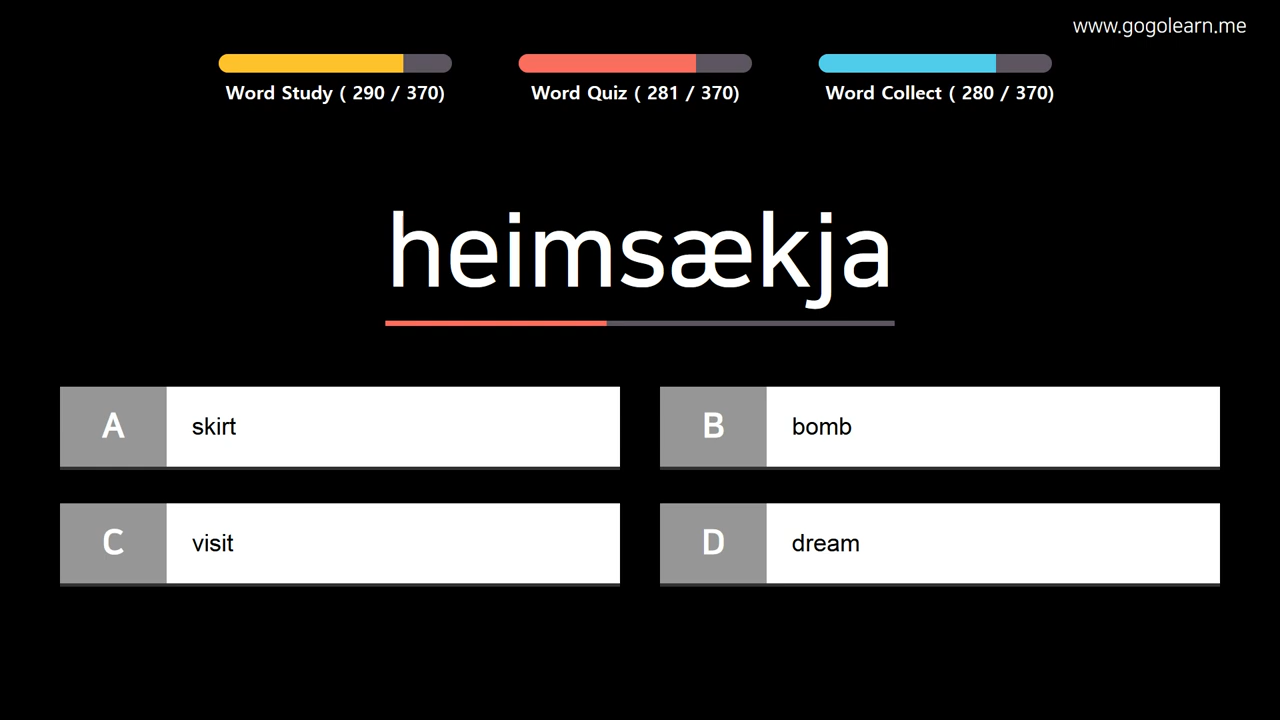 www.gogolearn.me
Word Study ( 290 / 370)
Word Quiz ( 281 / 370)
Word Collect ( 280 / 370)
heimsækja
A skirt
B bomb
C visit
D dream